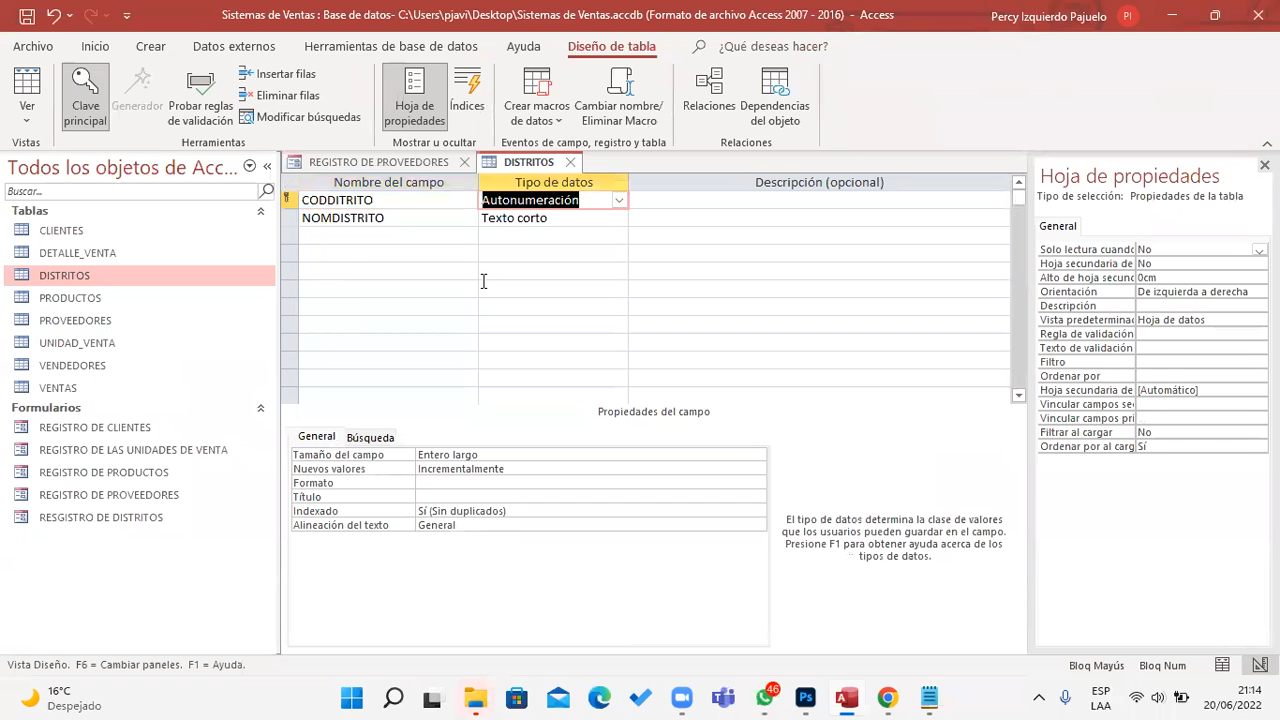 Sistemas de Ventas : Base de datos- C:\Users\pjavi\Desktop\Sistemas de Ventas.accdb (Formato de archivo Access 2007 - 2016) - Access
Percy Izquierdo Pajuelo
PI
Archivo Inicio Crear Datos externos Herramientas de base de datos Ayuda Diseño de tabla ¿Qué deseas hacer?
Ver
Clave principal
Generador
Probar reglas de validación
Insertar filas
Eliminar filas
Modificar búsquedas
Hoja de propiedades
Índices
Crear macros de datos
Cambiar nombre/ Eliminar Macro
Relaciones
Dependencias del objeto
Vistas
Herramientas
Mostrar u ocultar
Eventos de campo, registro y tabla
Relaciones
Todos los objetos de Acc...
Buscar...
Tablas
CLIENTES
DETALLE_VENTA
DISTRITOS
PRODUCTOS
PROVEEDORES
UNIDAD_VENTA
VENDEDORES
VENTAS
Formularios
REGISTRO DE CLIENTES
REGISTRO DE LAS UNIDADES DE VENTA
REGISTRO DE PRODUCTOS
REGISTRO DE PROVEEDORES
RESGISTRO DE DISTRITOS
REGISTRO DE PROVEEDORES
DISTRITOS
Nombre del campo Tipo de datos Descripción (opcional)
CODDITRITO Autonumeración
NOMDISTRITO Texto corto
Propiedades del campo
General Búsqueda
Tamaño del campo Entero largo
Nuevos valores Incrementalmente
Formato
Título
Indexado Sí (Sin duplicados)
Alineación del texto General
El tipo de datos determina la clase de valores
que los usuarios pueden guardar en el campo.
Presione F1 para obtener ayuda acerca de los
tipos de datos.
Hoja de propiedades
Tipo de selección: Propiedades de la tabla
General
Solo lectura cuando No
Hoja secundaria de No
Alto de hoja secun 0cm
Orientación De izquierda a derecha
Descripción
Vista predetermina Hoja de datos
Regla de validación
Texto de validación
Filtro
Ordenar por
Hoja secundaria de [Automático]
Vincular campos se
Vincular campos pri
Filtrar al cargar No
Ordenar por al carg Sí
Vista Diseño. F6 = Cambiar paneles. F1 = Ayuda.
Bloq Mayús Bloq Num
16°C
Despejado
46
ESP
LAA
21:14
20/06/2022